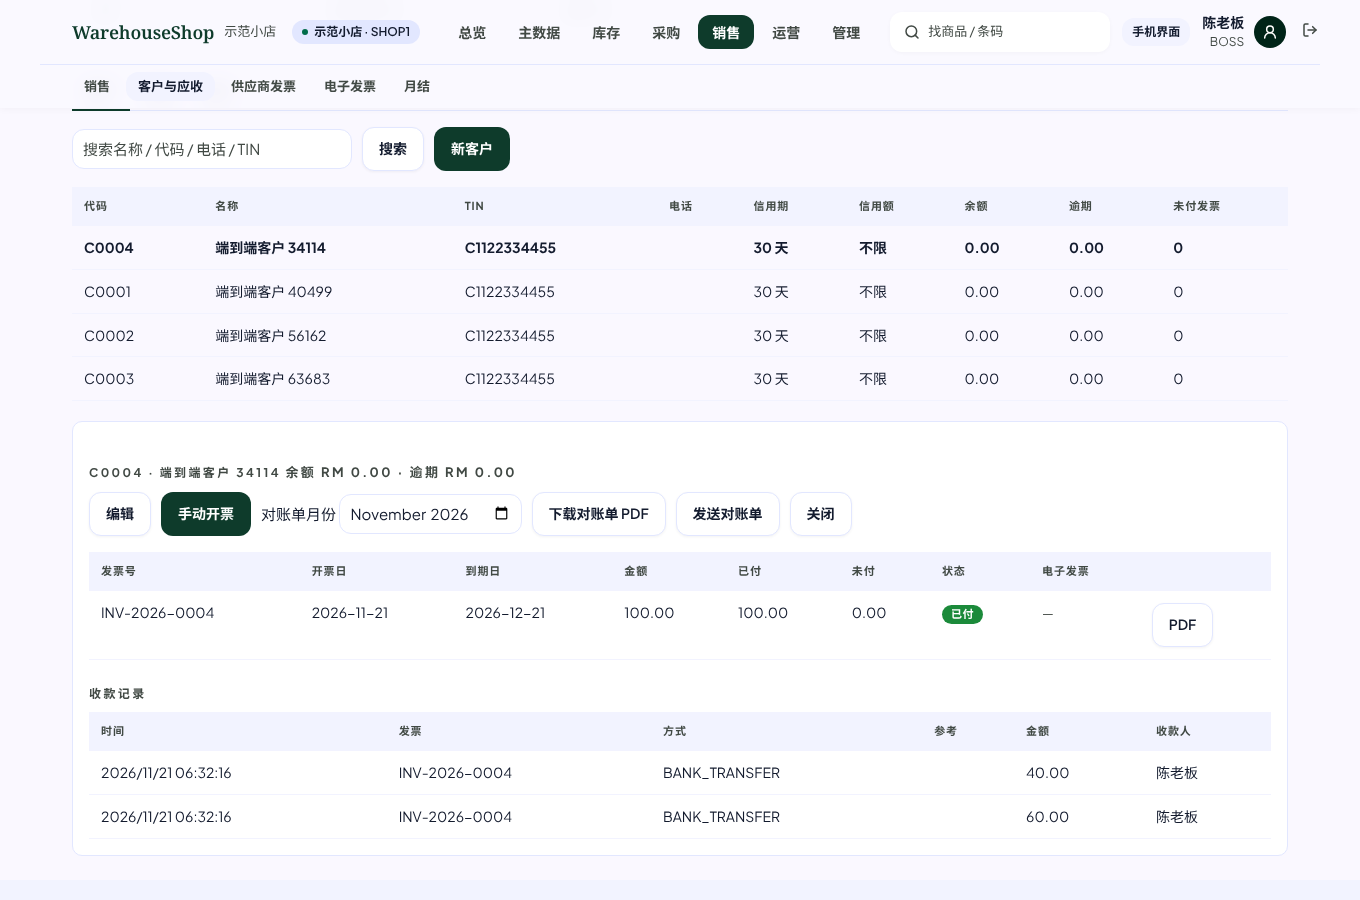 WarehouseShop 示范小店 示范小店 · SHOP1 总览 主数据 库存 采购 销售 运营 管理 找商品 / 条码 手机界面 陈老板 BOSS
销售 客户与应收 供应商发票 电子发票 月结
搜索名称 / 代码 / 电话 / TIN 搜索 新客户
代码 名称 TIN 电话 信用期 信用额 余额 逾期 未付发票
C0004 端到端客户 34114 C1122334455 30 天 不限 0.00 0.00 0
C0001 端到端客户 40499 C1122334455 30 天 不限 0.00 0.00 0
C0002 端到端客户 56162 C1122334455 30 天 不限 0.00 0.00 0
C0003 端到端客户 63683 C1122334455 30 天 不限 0.00 0.00 0
C0004 · 端到端客户 34114 余额 RM 0.00 · 逾期 RM 0.00
编辑 手动开票 对账单月份 November 2026 下载对账单 PDF 发送对账单 关闭
发票号 开票日 到期日 金额 已付 未付 状态 电子发票
INV-2026-0004 2026-11-21 2026-12-21 100.00 100.00 0.00 已付 — PDF
收款记录
时间 发票 方式 参考 金额 收款人
2026/11/21 06:32:16 INV-2026-0004 BANK_TRANSFER 40.00 陈老板
2026/11/21 06:32:16 INV-2026-0004 BANK_TRANSFER 60.00 陈老板